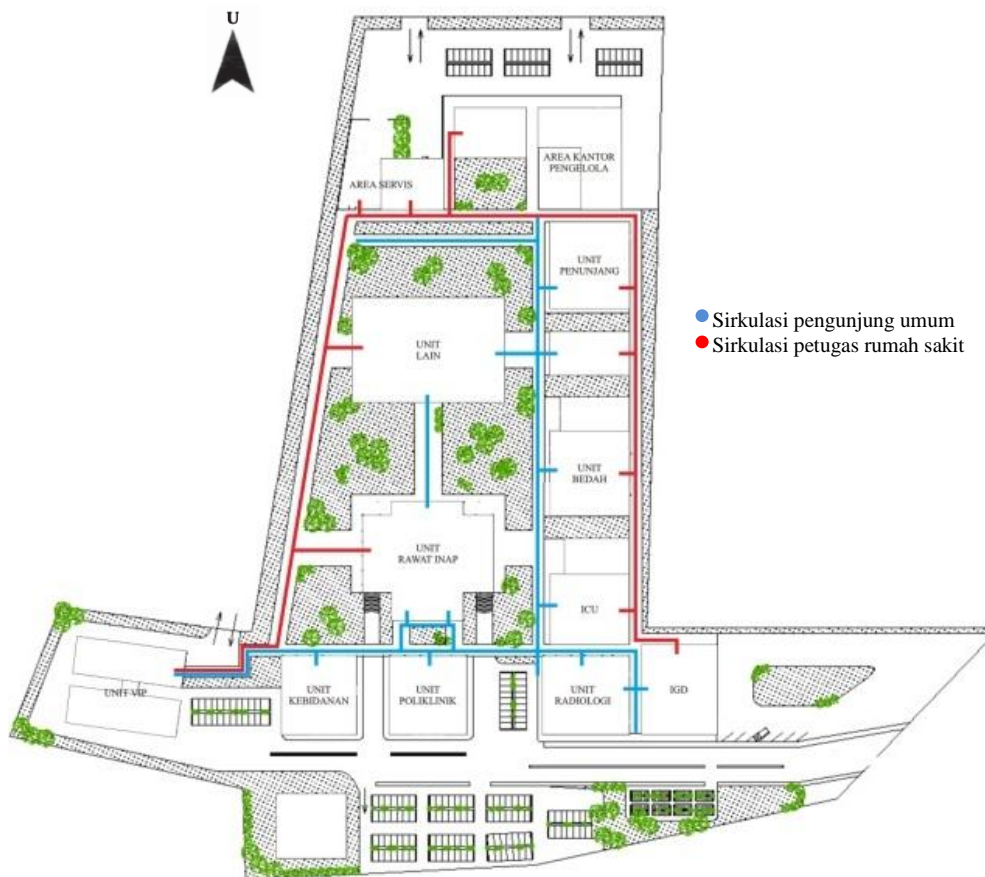 U
AREA KANTOR
PENGELOLA
AREA SERVIS
UNIT
PENUNJANG
Sirkulasi pengunjung umum
Sirkulasi petugas rumah sakit
UNIT
LAIN
UNIT
BEDAH
UNIT
RAWAT INAP
ICU
UNIT VIP
UNIT
KEBIDANAN
UNIT
POLIKLINIK
UNIT
RADIOLOGI
IGD